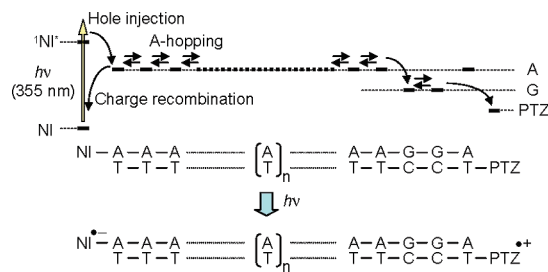 Hole injection
¹NI*
A-hopping
A
hν
(355 nm)
G
Charge recombination
PTZ
NI
NI–A–A–A [A] A–A–G–G–A
T–T–T [T]n T–T–C–C–T–PTZ
hν
NI•−–A–A–A [A] A–A–G–G–A
T–T–T [T]n T–T–C–C–T–PTZ•+